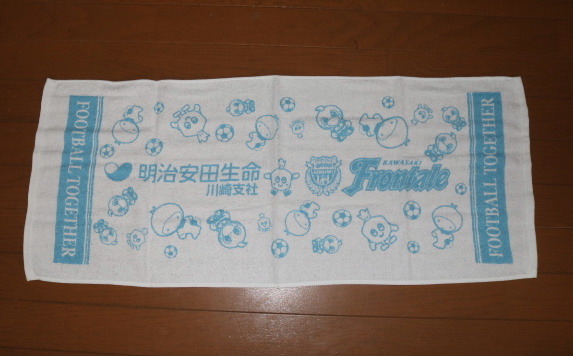 FOOTBALL TOGETHER
明治安田生命
川崎支社
KAWASAKI
Frontale
FOOTBALL TOGETHER